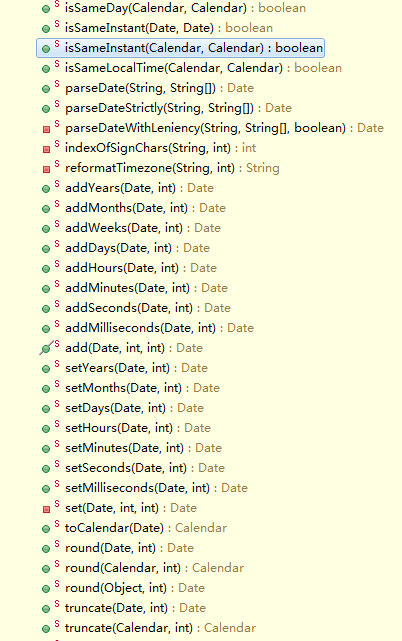 isSameDay(Calendar, Calendar) : boolean
S isSameInstant(Date, Date) : boolean
S isSameInstant(Calendar, Calendar) : boolean
S isSameLocalTime(Calendar, Calendar) : boolean
S parseDate(String, String[]) : Date
S parseDateStrictly(String, String[]) : Date
S parseDateWithLeniency(String, String[], boolean) : Date
S indexOfSignChars(String, int) : int
S reformatTimezone(String, int) : String
S addYears(Date, int) : Date
S addMonths(Date, int) : Date
S addWeeks(Date, int) : Date
S addDays(Date, int) : Date
S addHours(Date, int) : Date
S addMinutes(Date, int) : Date
S addSeconds(Date, int) : Date
S addMilliseconds(Date, int) : Date
S add(Date, int, int) : Date
S setYears(Date, int) : Date
S setMonths(Date, int) : Date
S setDays(Date, int) : Date
S setHours(Date, int) : Date
S setMinutes(Date, int) : Date
S setSeconds(Date, int) : Date
S setMilliseconds(Date, int) : Date
S set(Date, int, int) : Date
S toCalendar(Date) : Calendar
S round(Date, int) : Date
S round(Calendar, int) : Calendar
S round(Object, int) : Date
S truncate(Date, int) : Date
S truncate(Calendar, int) : Calendar